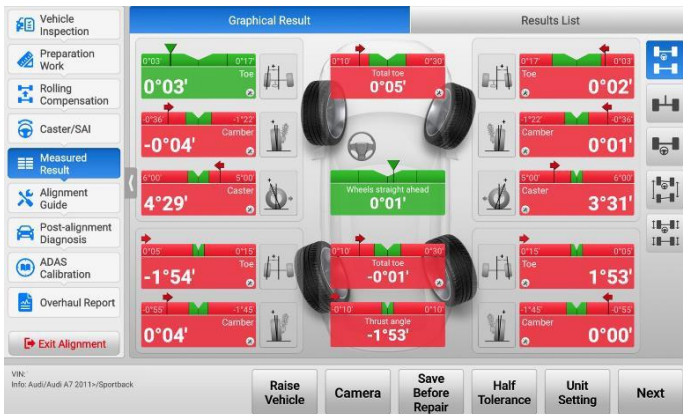 Vehicle
Inspection
Preparation
Work
Rolling
Compensation
Caster/SAI
Measured
Result
Alignment
Guide
Post-alignment
Diagnosis
ADAS
Calibration
Overhaul Report
Exit Alignment
Graphical Result
Results List
0°03' 0°17'
Toe
0°03'
0°10' 0°30'
Total toe
0°05'
0°17' 0°03'
Toe
0°02'
-0°36' -1°22'
Camber
-0°04'
-1°22' -0°36'
Camber
0°01'
6°00' 5°00'
Caster
4°29'
Wheels straight ahead
0°01'
5°00' 6°00'
Caster
3°31'
0°05' 0°15'
Toe
-1°54'
0°10' 0°30'
Total toe
-0°01'
0°15' 0°05'
Toe
1°53'
-0°55' -1°45
Camber
0°04'
-0°10' 0°10'
Thrust angle
-1°53'
-1°45' -0°55'
Camber
0°00'
VIN:
Info: Audi/Audi A7 2011>/Sportback
Raise
Vehicle
Camera
Save
Before
Repair
Half
Tolerance
Unit
Setting
Next